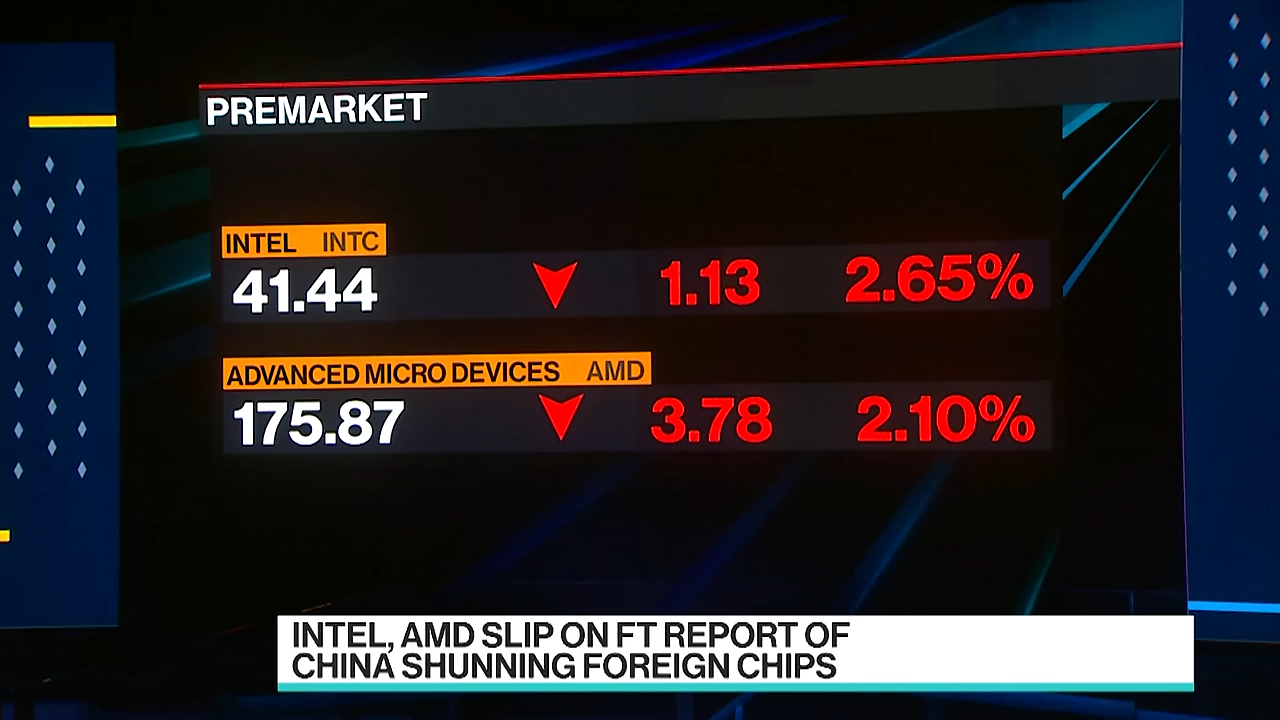 PREMARKET
INTEL INTC
41.44 1.13 2.65%
ADVANCED MICRO DEVICES AMD
175.87 3.78 2.10%
INTEL, AMD SLIP ON FT REPORT OF
CHINA SHUNNING FOREIGN CHIPS